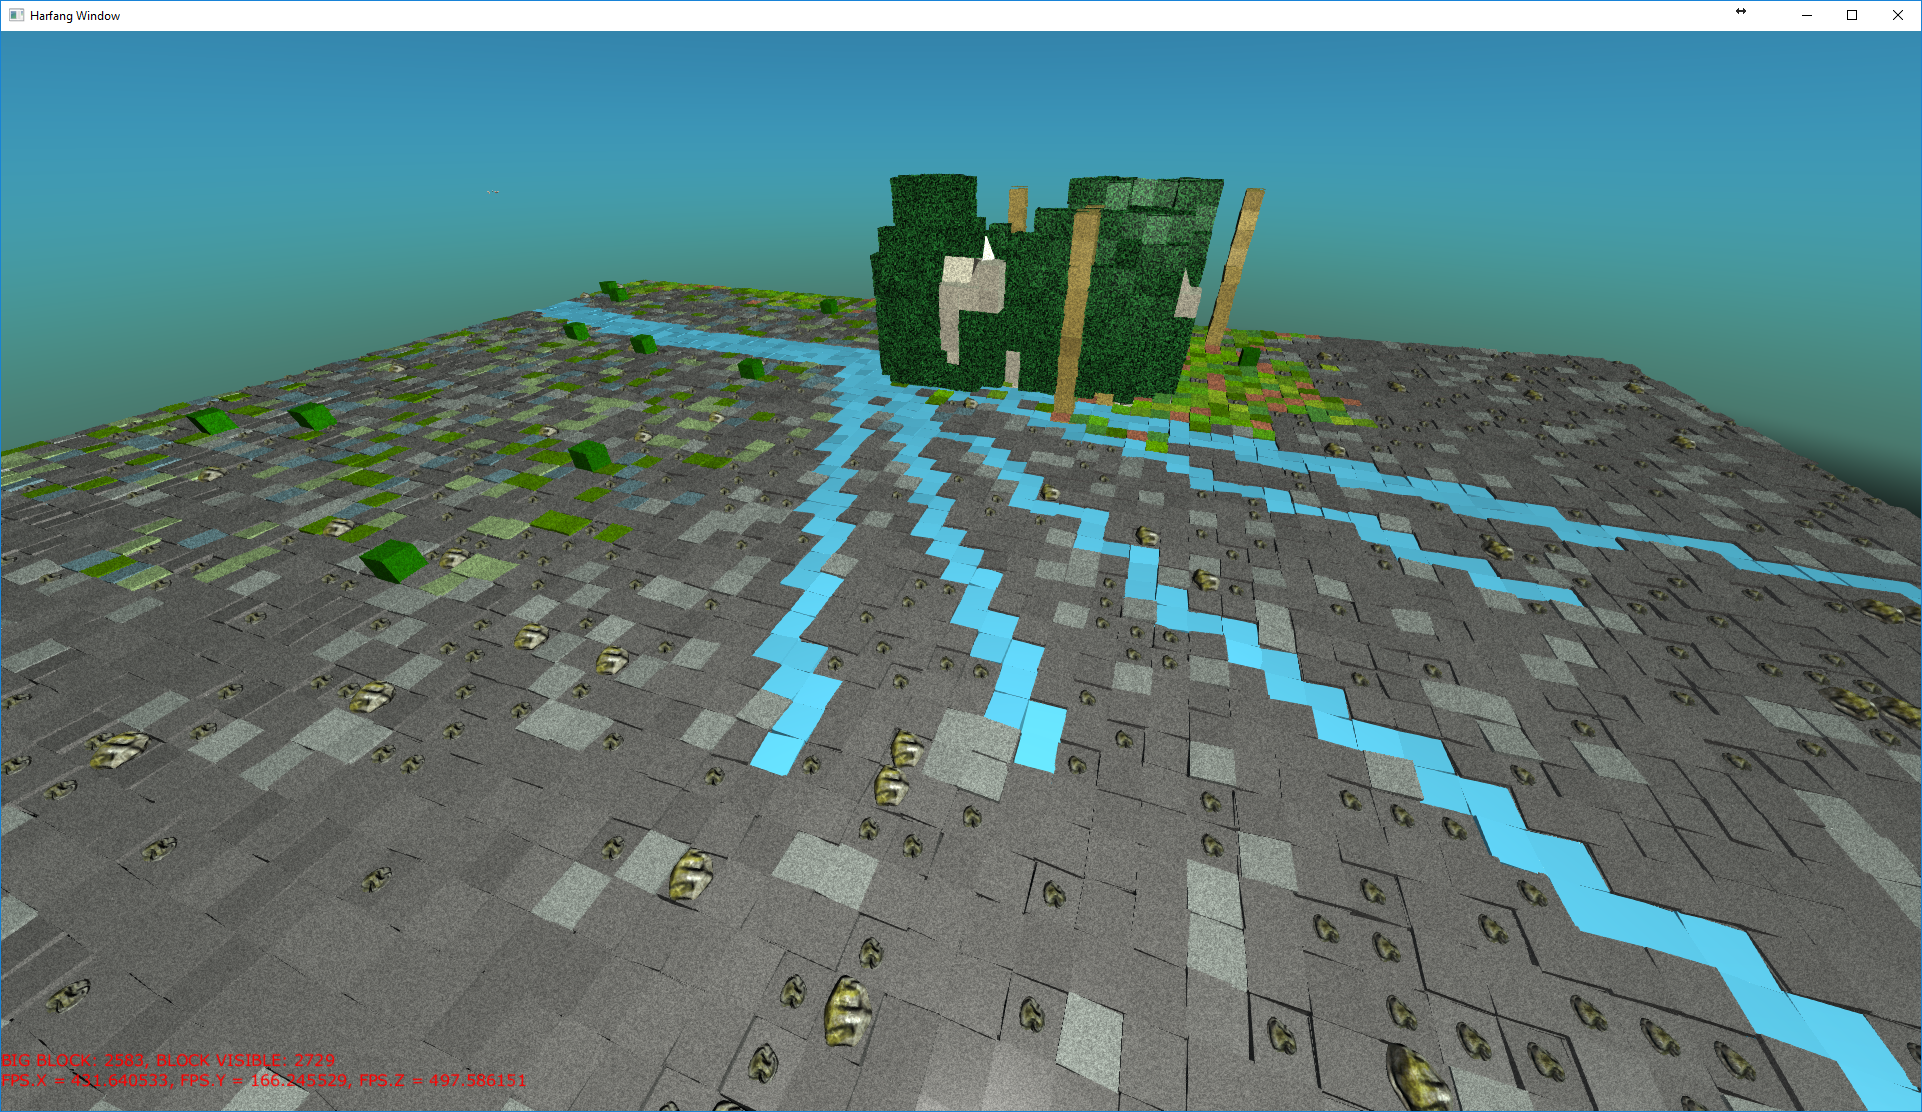 Harfang Window
BIG BLOCK: 2583, BLOCK VISIBLE: 2729
FPS.X = 431.640533, FPS.Y = 166.245529, FPS.Z = 497.586151